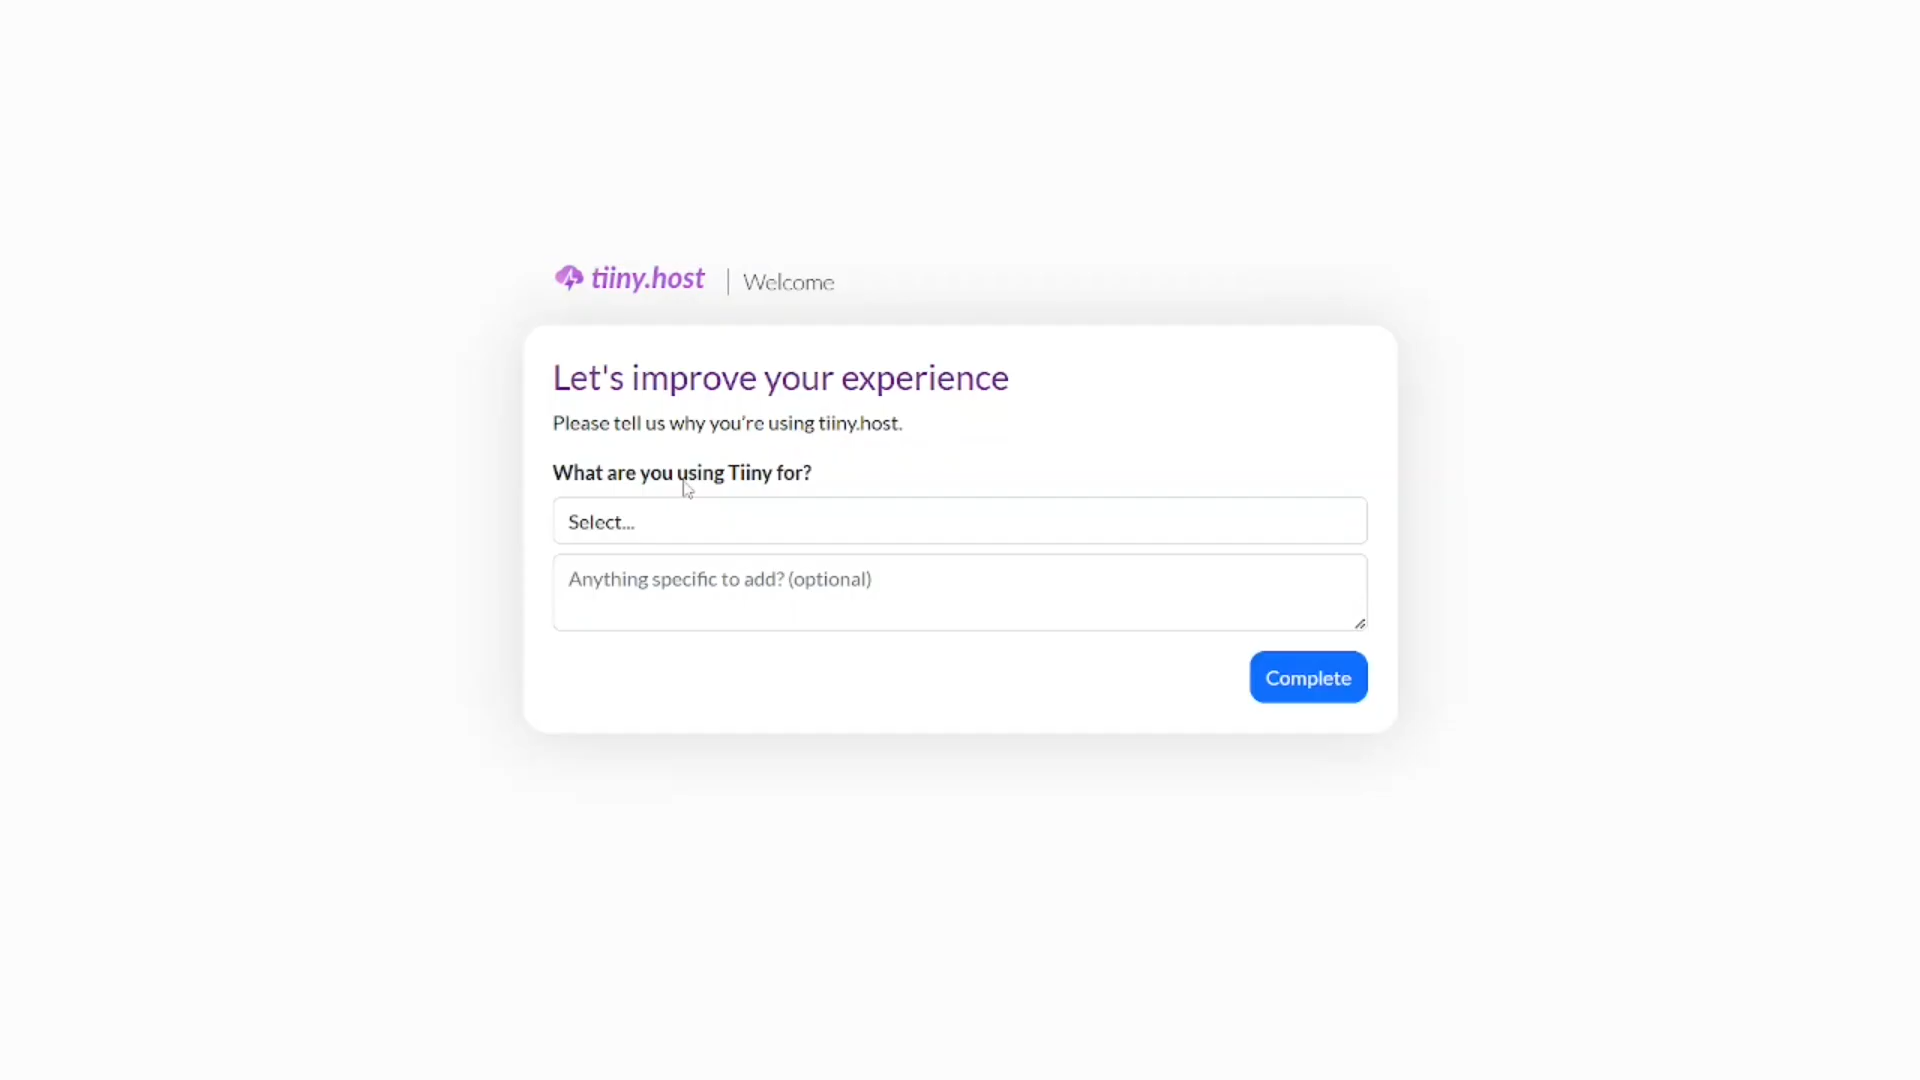 tiiny.host | Welcome
Let's improve your experience
Please tell us why you're using tiiny.host.
What are you using Tiiny for?
Select...
Anything specific to add? (optional)
Complete